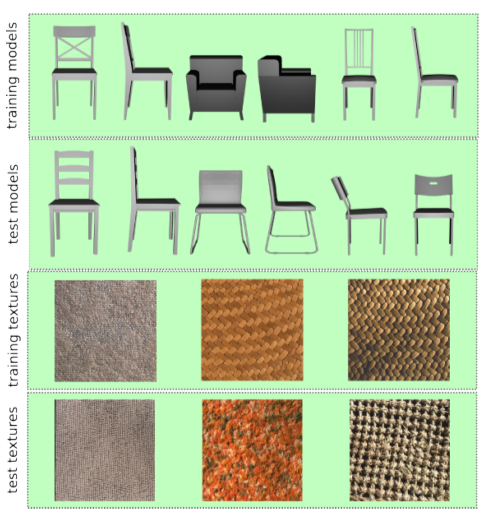 training models
test models
training textures
test textures